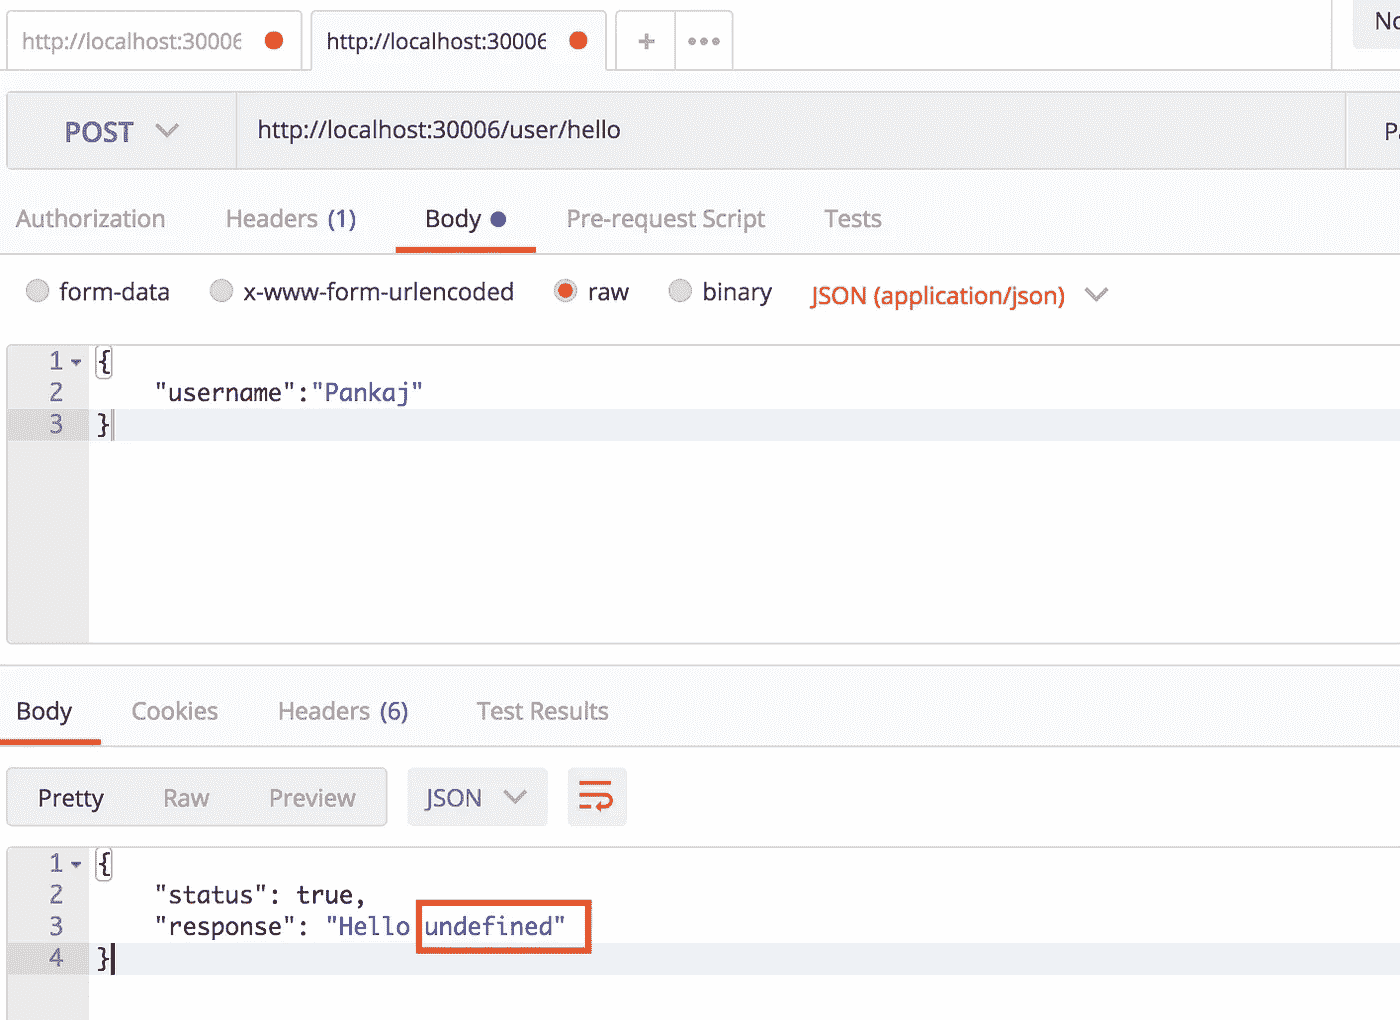 http://localhost:30006 http://localhost:30006 + No
POST http://localhost:30006/user/hello Pa
Authorization Headers (1) Body Pre-request Script Tests
form-data x-www-form-urlencoded raw binary JSON (application/json)
1 {
2 "username":"Pankaj"
3 }
Body Cookies Headers (6) Test Results
Pretty Raw Preview JSON
1 {
2 "status": true,
3 "response": "Hello undefined"
4 }